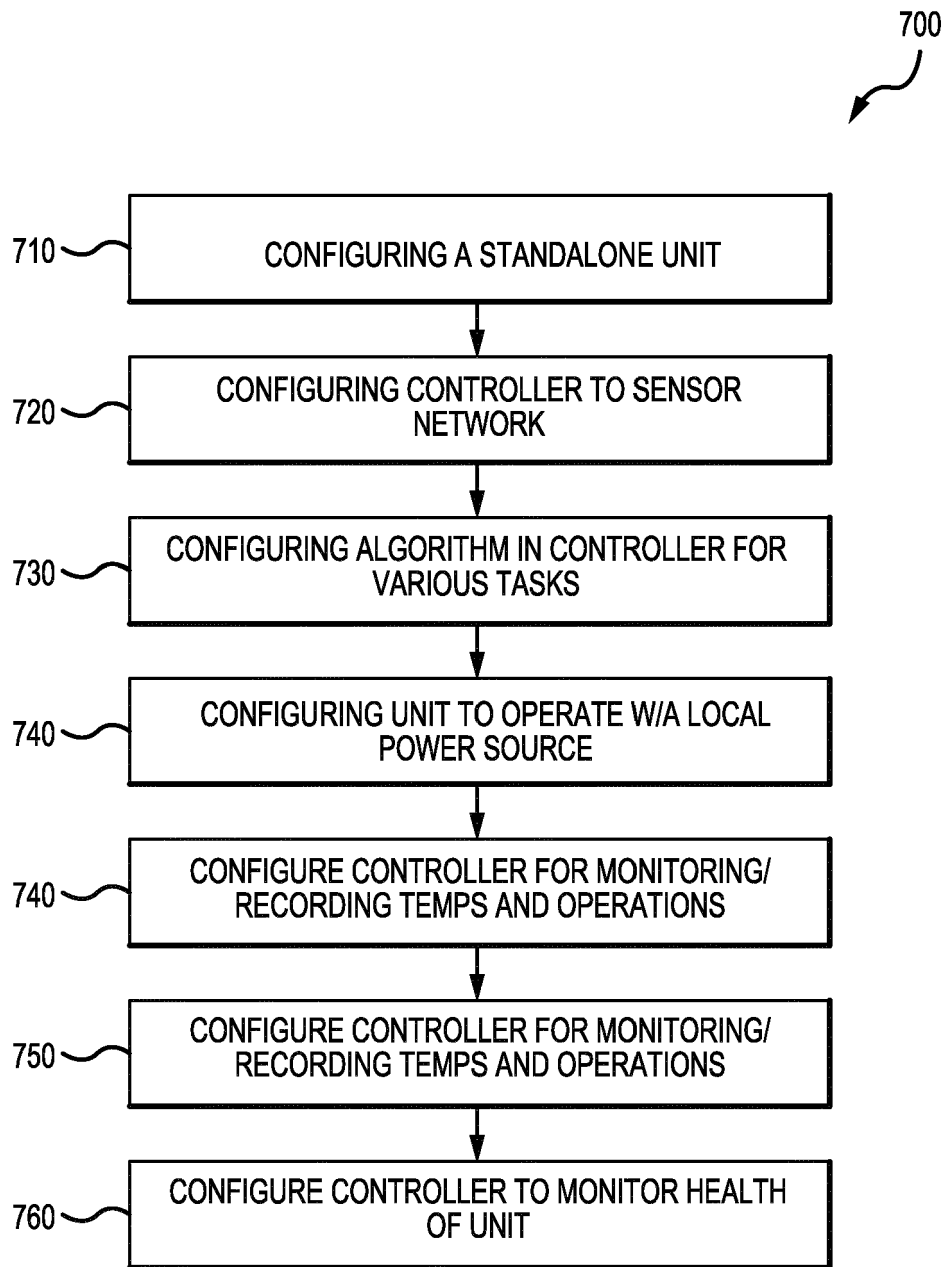 700
710
CONFIGURING A STANDALONE UNIT
720
CONFIGURING CONTROLLER TO SENSOR
NETWORK
730
CONFIGURING ALGORITHM IN CONTROLLER FOR
VARIOUS TASKS
740
CONFIGURING UNIT TO OPERATE W/A LOCAL
POWER SOURCE
740
CONFIGURE CONTROLLER FOR MONITORING/
RECORDING TEMPS AND OPERATIONS
750
CONFIGURE CONTROLLER FOR MONITORING/
RECORDING TEMPS AND OPERATIONS
760
CONFIGURE CONTROLLER TO MONITOR HEALTH
OF UNIT